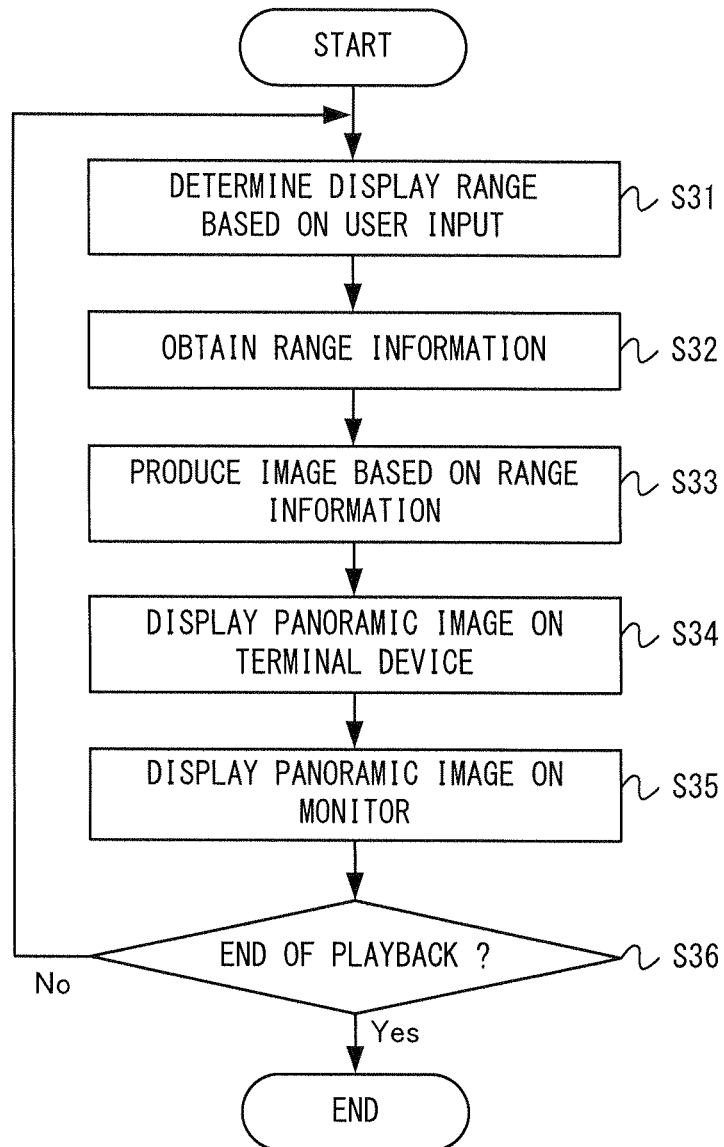 START
DETERMINE DISPLAY RANGE
BASED ON USER INPUT
S31
OBTAIN RANGE INFORMATION
S32
PRODUCE IMAGE BASED ON RANGE
INFORMATION
S33
DISPLAY PANORAMIC IMAGE ON
TERMINAL DEVICE
S34
DISPLAY PANORAMIC IMAGE ON
MONITOR
S35
END OF PLAYBACK ?
S36
No
Yes
END